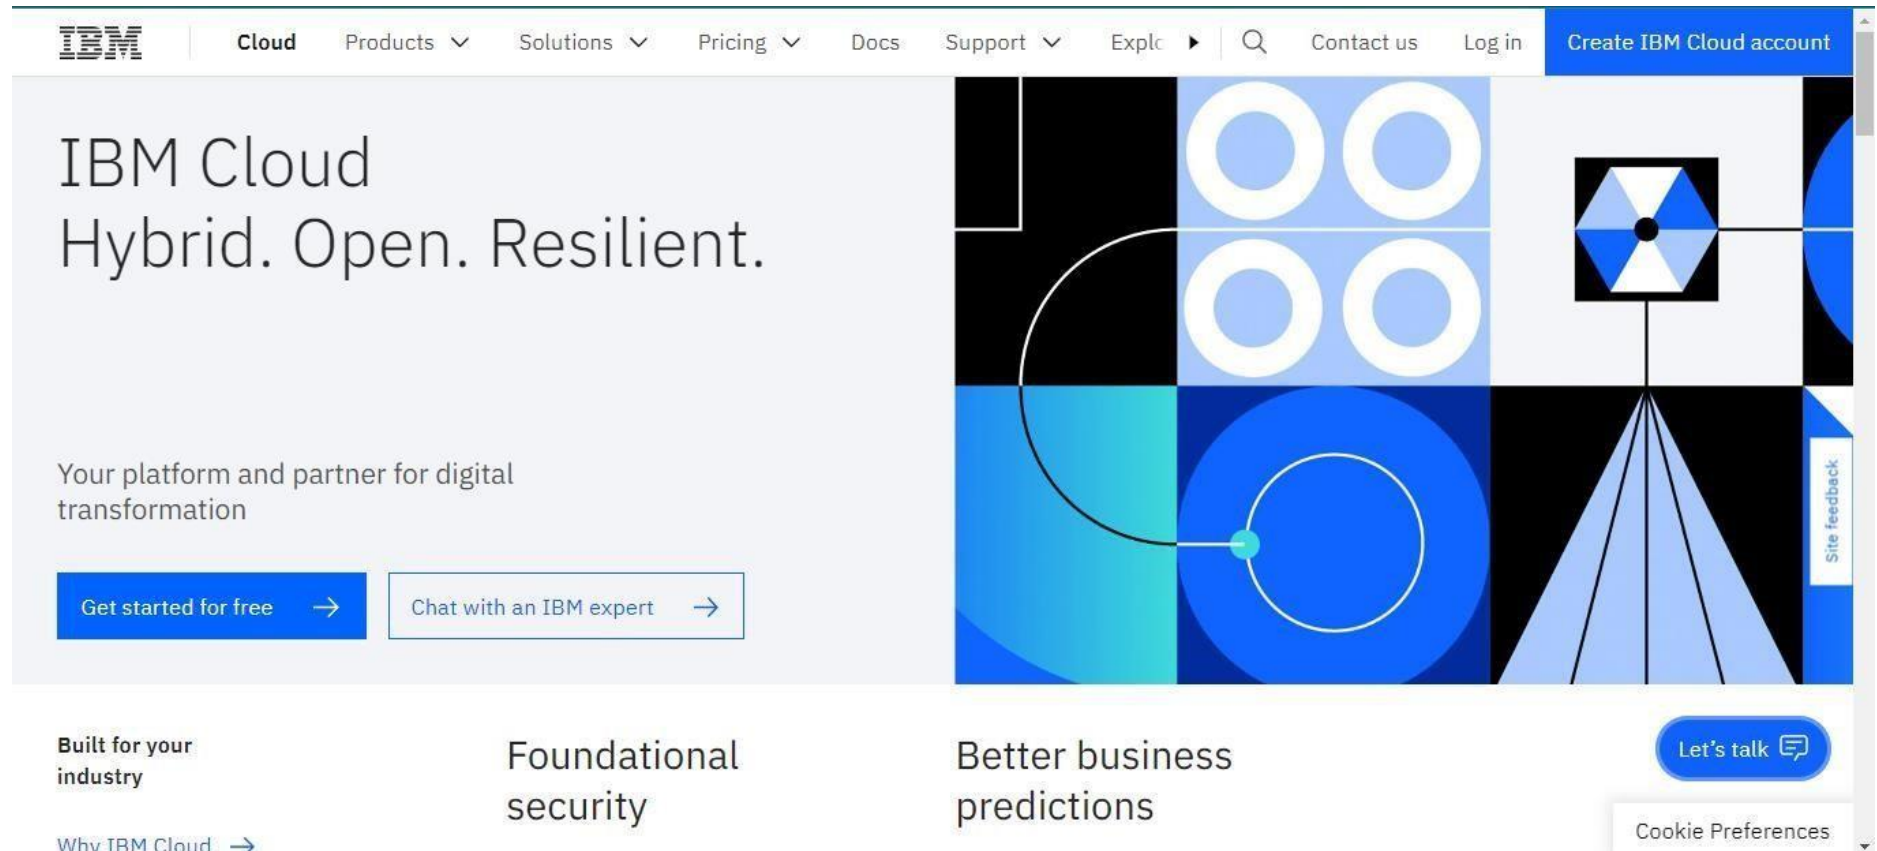 IBM
Cloud Products Solutions Pricing Docs Support Explo Contact us Log in Create IBM Cloud account
IBM Cloud
Hybrid. Open. Resilient.
Your platform and partner for digital
transformation
Get started for free
Chat with an IBM expert
Site feedback
Built for your
industry
Why IBM Cloud
Foundational
security
Better business
predictions
Let's talk
Cookie Preferences